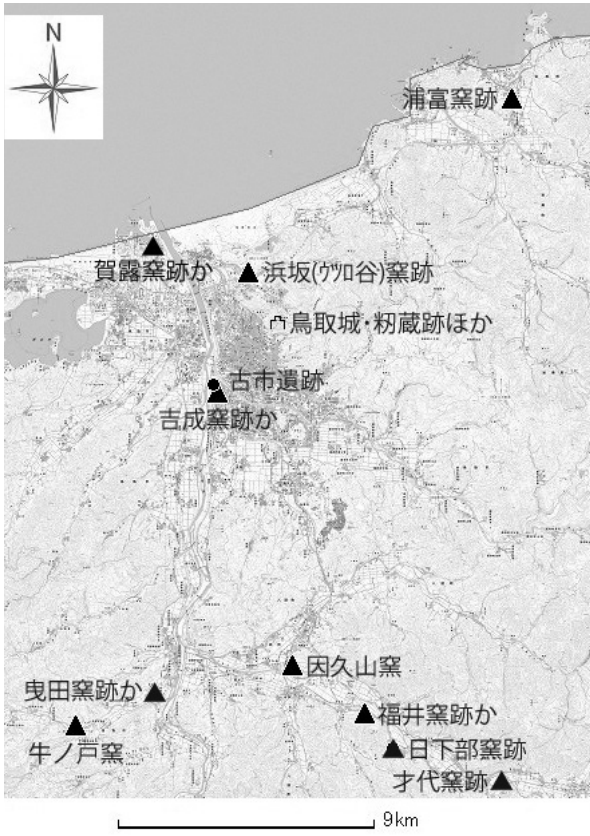 N
浦富窯跡
賀露窯跡か
浜坂(ウツロ谷)窯跡
鳥取城・籾蔵跡ほか
古市遺跡
吉成窯跡か
因久山窯
曳田窯跡か
福井窯跡か
牛ノ戸窯
日下部窯跡
才代窯跡
9km